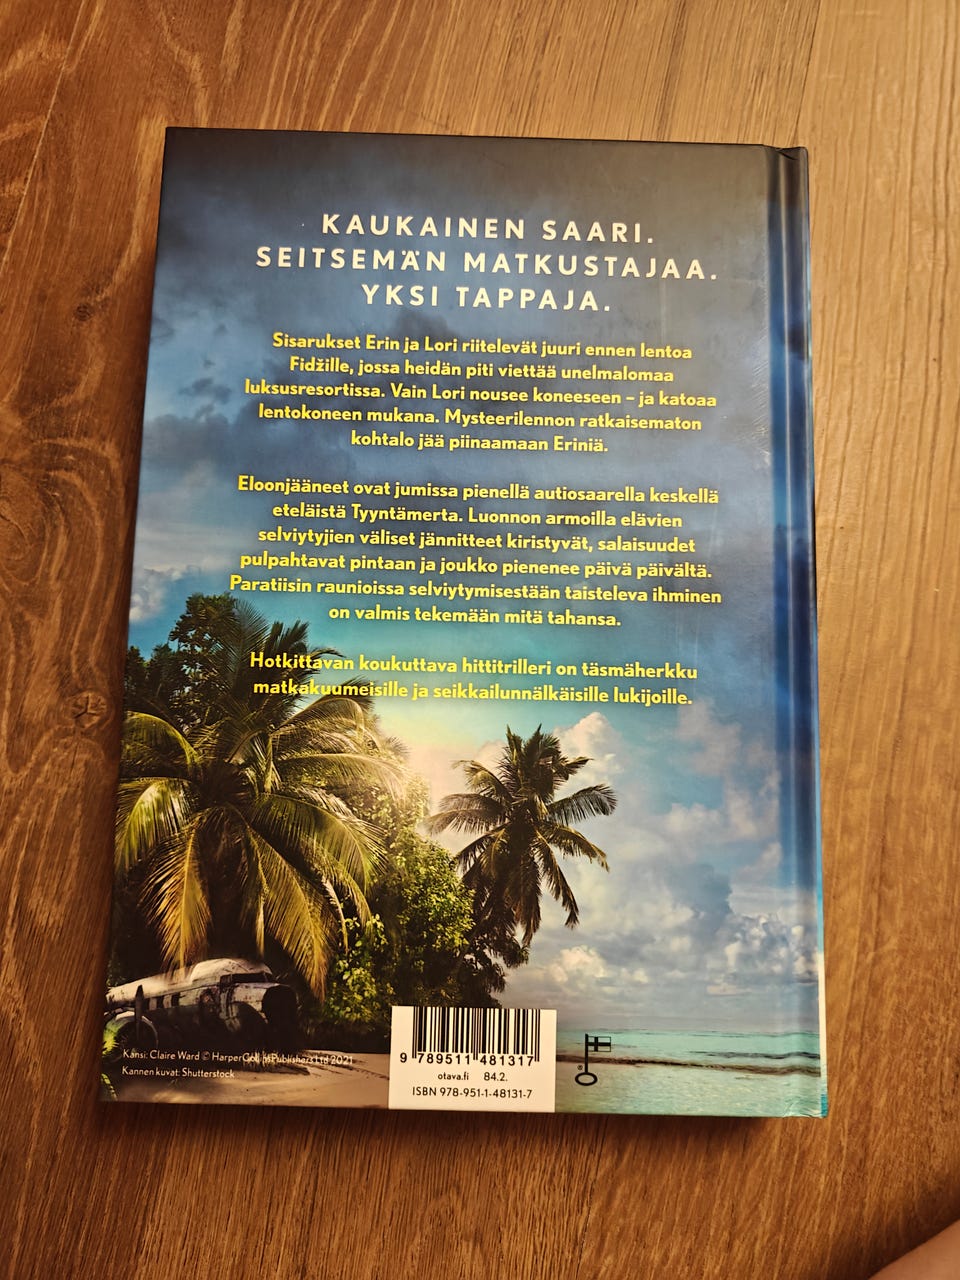 KAUKAINEN SAARI.
SEITSEMÄN MATKUSTAJAA.
YKSI TAPPAJA.
Sisarukset Erin ja Lori riitelevät juuri ennen lentoa
Fidžille, jossa heidän piti viettää unelmalomaa
luksusresortissa. Vain Lori nousee koneeseen – ja katoaa
lentokoneen mukana. Mysteerilennon ratkaisematon
kohtalo jää piinaamaan Eriniä.
Eloonjääneet ovat jumissa pienellä autiosaarella keskellä
eteläistä Tyyntämerta. Luonnon armoilla elävien
selviytyjien väliset jännitteet kiristyvät, salaisuudet
pulpahtavat pintaan ja joukko pienenee päivä päivältä.
Paratiisin raunioissa selviytymisestään taisteleva ihminen
on valmis tekemään mitä tahansa.
Hotkittavan koukuttava hittitrilleri on täsmäherkku
matkakuumeisille ja seikkailunnälkäisille lukijoille.
Kansi: Claire Ward © HarperCollinsPublishers Ltd 2021
Kannen kuvat: Shutterstock
9 789511 481317
otava.fi 84.2.
ISBN 978-951-1-48131-7